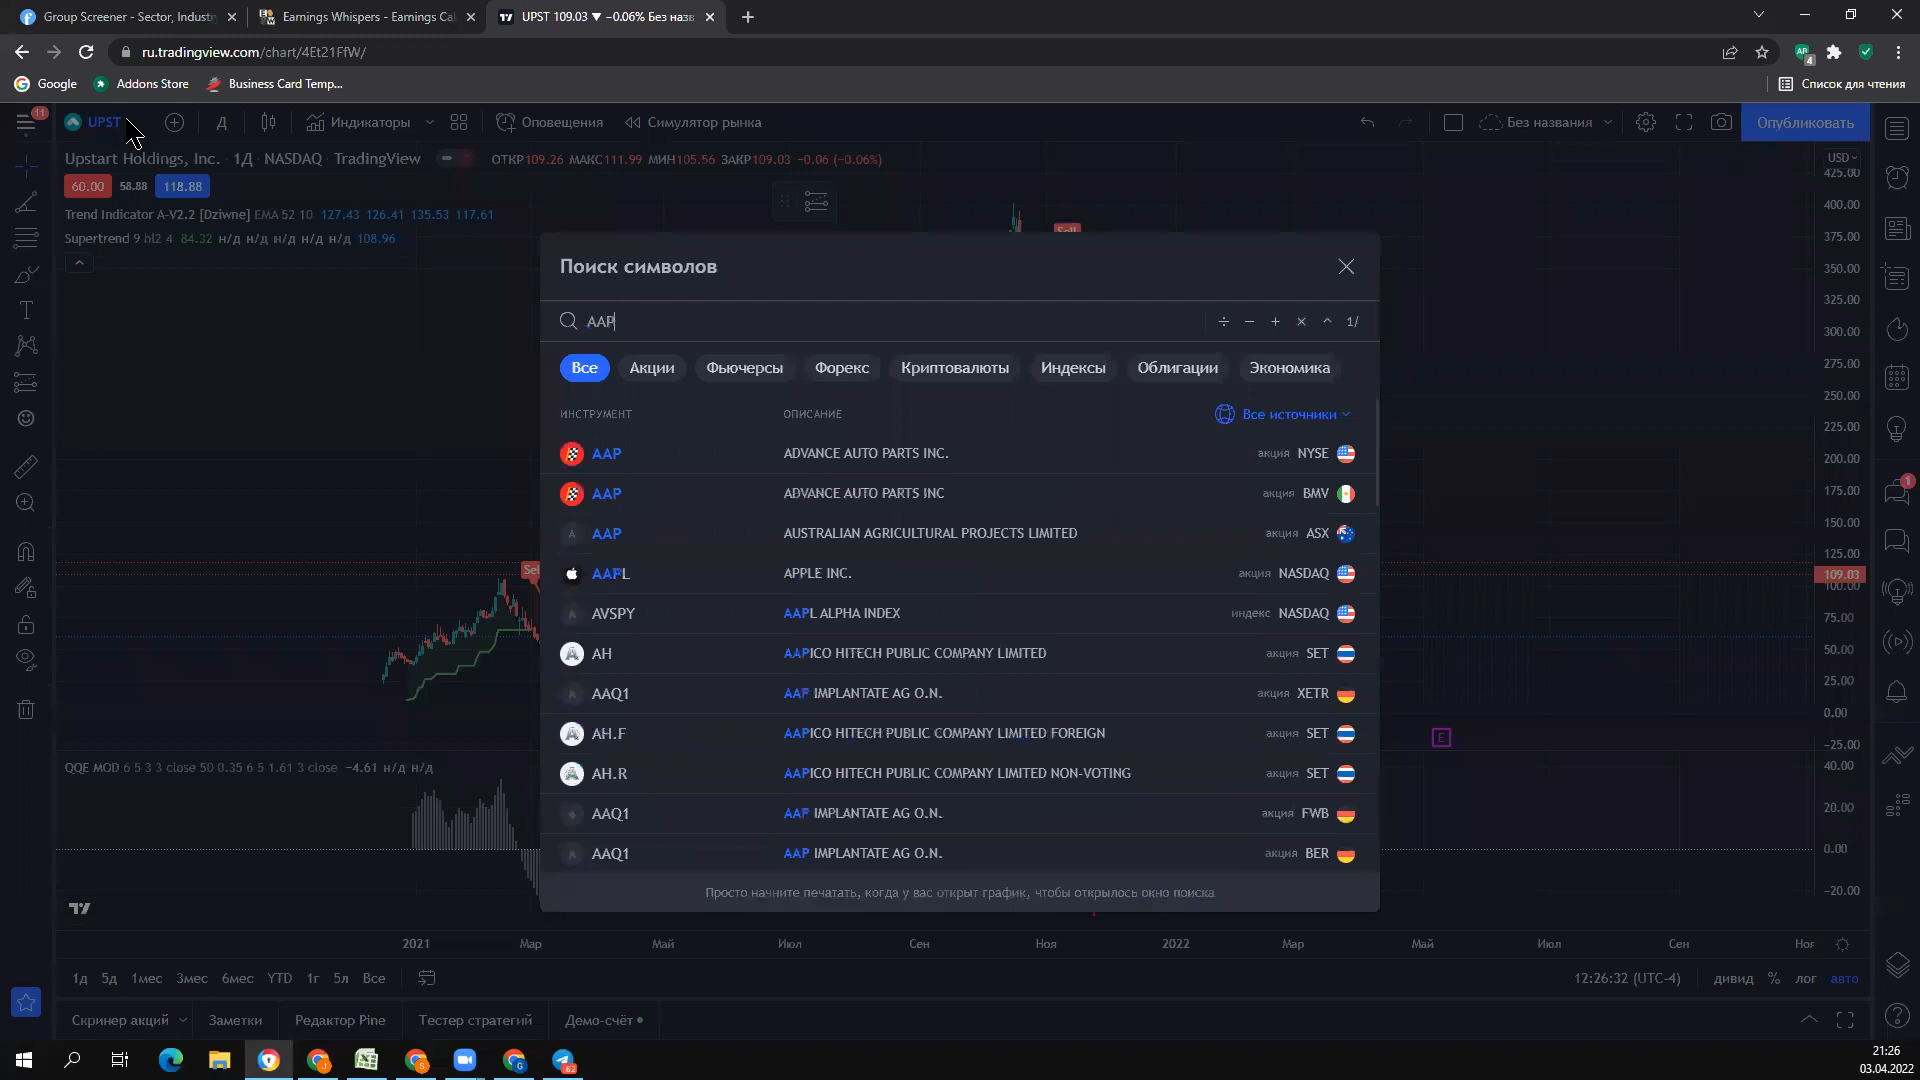 Group Screener - Sector, Industr
Earnings Whispers - Earnings Cal
UPST 109.03 ▼ −0.06% Без назв
ru.tradingview.com/chart/4Et21FfW/
4
Google
Addons Store
Business Card Temp...
Список для чтения
11
UPST
Д
Индикаторы
Оповещения
Симулятор рынка
Без названия
Опубликовать
Upstart Holdings, Inc. · 1Д · NASDAQ · TradingView
ОТКР109.26 МАКС111.99 МИН105.56 ЗАКР109.03 −0.06 (−0.06%)
USD
60.00
58.88
118.88
Trend Indicator A-V2.2 [Dziwne] EMA 52 10 127.43 126.41 135.53 117.61
Supertrend 9 hl2 4 84.32 н/д н/д н/д н/д н/д 108.96
Sell
Поиск символов
AAP
1/
Все
Акции
Фьючерсы
Форекс
Криптовалюты
Индексы
Облигации
Экономика
ИНСТРУМЕНТ
ОПИСАНИЕ
Все источники
AAP ADVANCE AUTO PARTS INC. акция NYSE
AAP ADVANCE AUTO PARTS INC акция BMV
A AAP AUSTRALIAN AGRICULTURAL PROJECTS LIMITED акция ASX
AAPL APPLE INC. акция NASDAQ
A AVSPY AAPL ALPHA INDEX индекс NASDAQ
AH AAPICO HITECH PUBLIC COMPANY LIMITED акция SET
A AAQ1 AAP IMPLANTATE AG O.N. акция XETR
AH.F AAPICO HITECH PUBLIC COMPANY LIMITED FOREIGN акция SET
AH.R AAPICO HITECH PUBLIC COMPANY LIMITED NON-VOTING акция SET
AAQ1 AAP IMPLANTATE AG O.N. акция FWB
A AAQ1 AAP IMPLANTATE AG O.N. акция BER
Просто начните печатать, когда у вас открыт график, чтобы открылось окно поиска
425.00
400.00
375.00
350.00
325.00
300.00
275.00
250.00
225.00
200.00
175.00
150.00
125.00
109.03
100.00
75.00
50.00
25.00
0.00
−25.00
40.00
20.00
0.00
−20.00
1
Sel
E
QQE MOD 6 5 3 3 close 50 0.35 6 5 1.61 3 close −4.61 н/д н/д
2021
Мар
Май
Июл
Сен
Ноя
2022
Мар
Май
Июл
Сен
Ноя
1д 5д 1мес 3мес 6мес YTD 1г 5л Все
12:26:32 (UTC-4)
дивид % лог авто
Скринер акций
Заметки
Редактор Pine
Тестер стратегий
Демо-счёт
62
21:26
03.04.2022